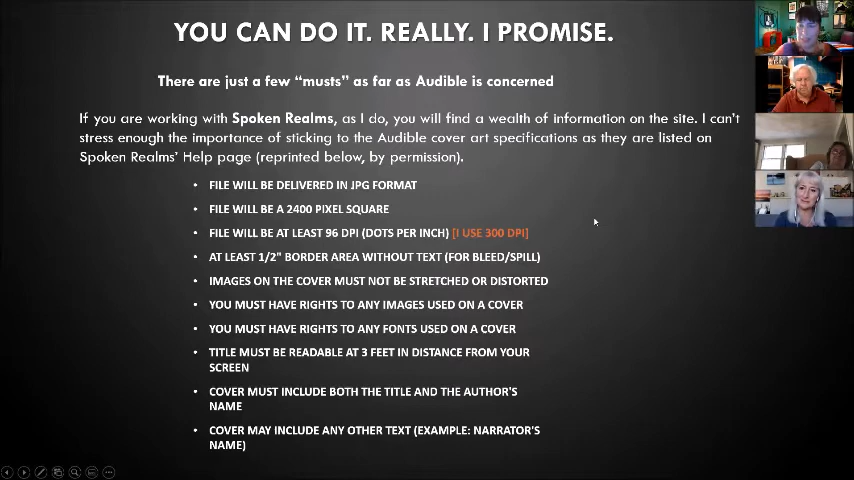 YOU CAN DO IT. REALLY. I PROMISE.
There are just a few “musts” as far as Audible is concerned
If you are working with Spoken Realms, as I do, you will find a wealth of information on the site. I can’t
stress enough the importance of sticking to the Audible cover art specifications as they are listed on
Spoken Realms’ Help page (reprinted below, by permission).
• FILE WILL BE DELIVERED IN JPG FORMAT
• FILE WILL BE A 2400 PIXEL SQUARE
• FILE WILL BE AT LEAST 96 DPI (DOTS PER INCH) [I USE 300 DPI]
• AT LEAST 1/2" BORDER AREA WITHOUT TEXT (FOR BLEED/SPILL)
• IMAGES ON THE COVER MUST NOT BE STRETCHED OR DISTORTED
• YOU MUST HAVE RIGHTS TO ANY IMAGES USED ON A COVER
• YOU MUST HAVE RIGHTS TO ANY FONTS USED ON A COVER
• TITLE MUST BE READABLE AT 3 FEET IN DISTANCE FROM YOUR
SCREEN
• COVER MUST INCLUDE BOTH THE TITLE AND THE AUTHOR'S
NAME
• COVER MAY INCLUDE ANY OTHER TEXT (EXAMPLE: NARRATOR'S
NAME)